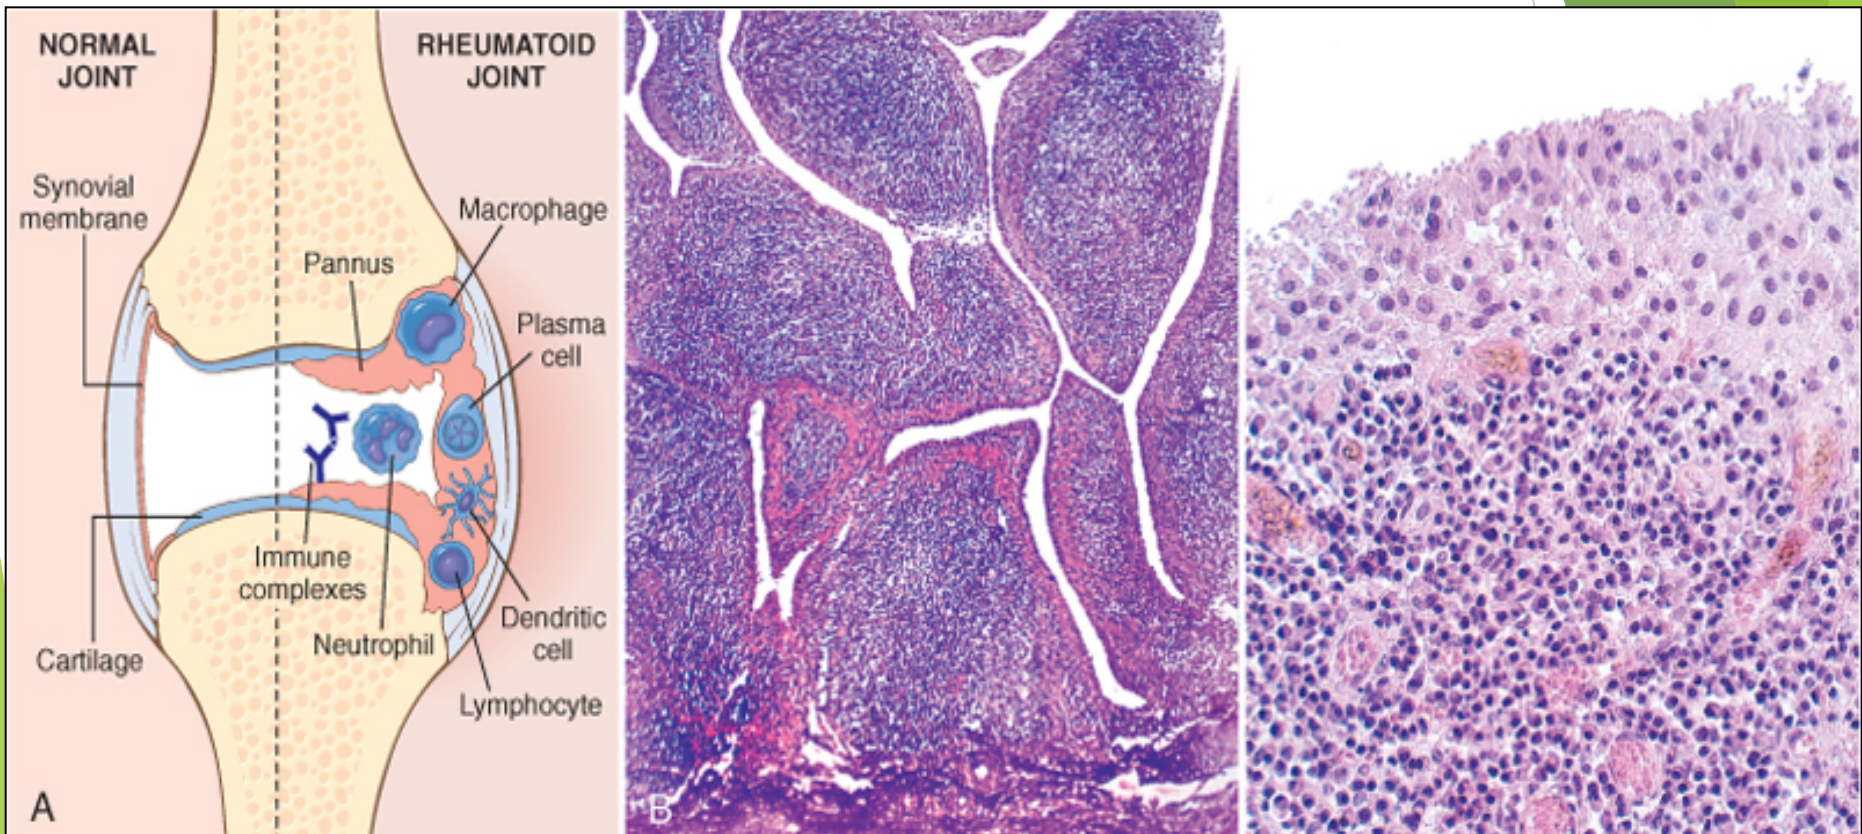 NORMAL
JOINT
RHEUMATOID
JOINT
Synovial
membrane
Macrophage
Pannus
Plasma
cell
Immune
complexes
Neutrophil
Dendritic
cell
Cartilage
Lymphocyte
A
B
C